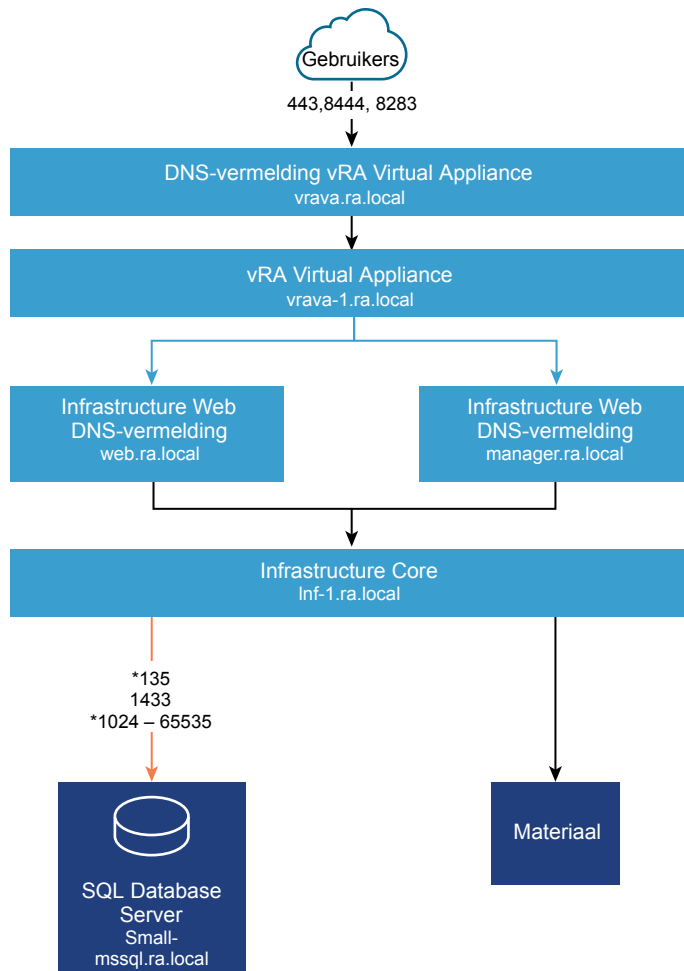 Gebruikers
443,8444, 8283
DNS-vermelding vRA Virtual Appliance
vrava.ra.local
vRA Virtual Appliance
vrava-1.ra.local
Infrastructure Web
DNS-vermelding
web.ra.local
Infrastructure Web
DNS-vermelding
manager.ra.local
Infrastructure Core
Inf-1.ra.local
*135
1433
*1024 – 65535
SQL Database
Server
Small-
mssql.ra.local
Materiaal